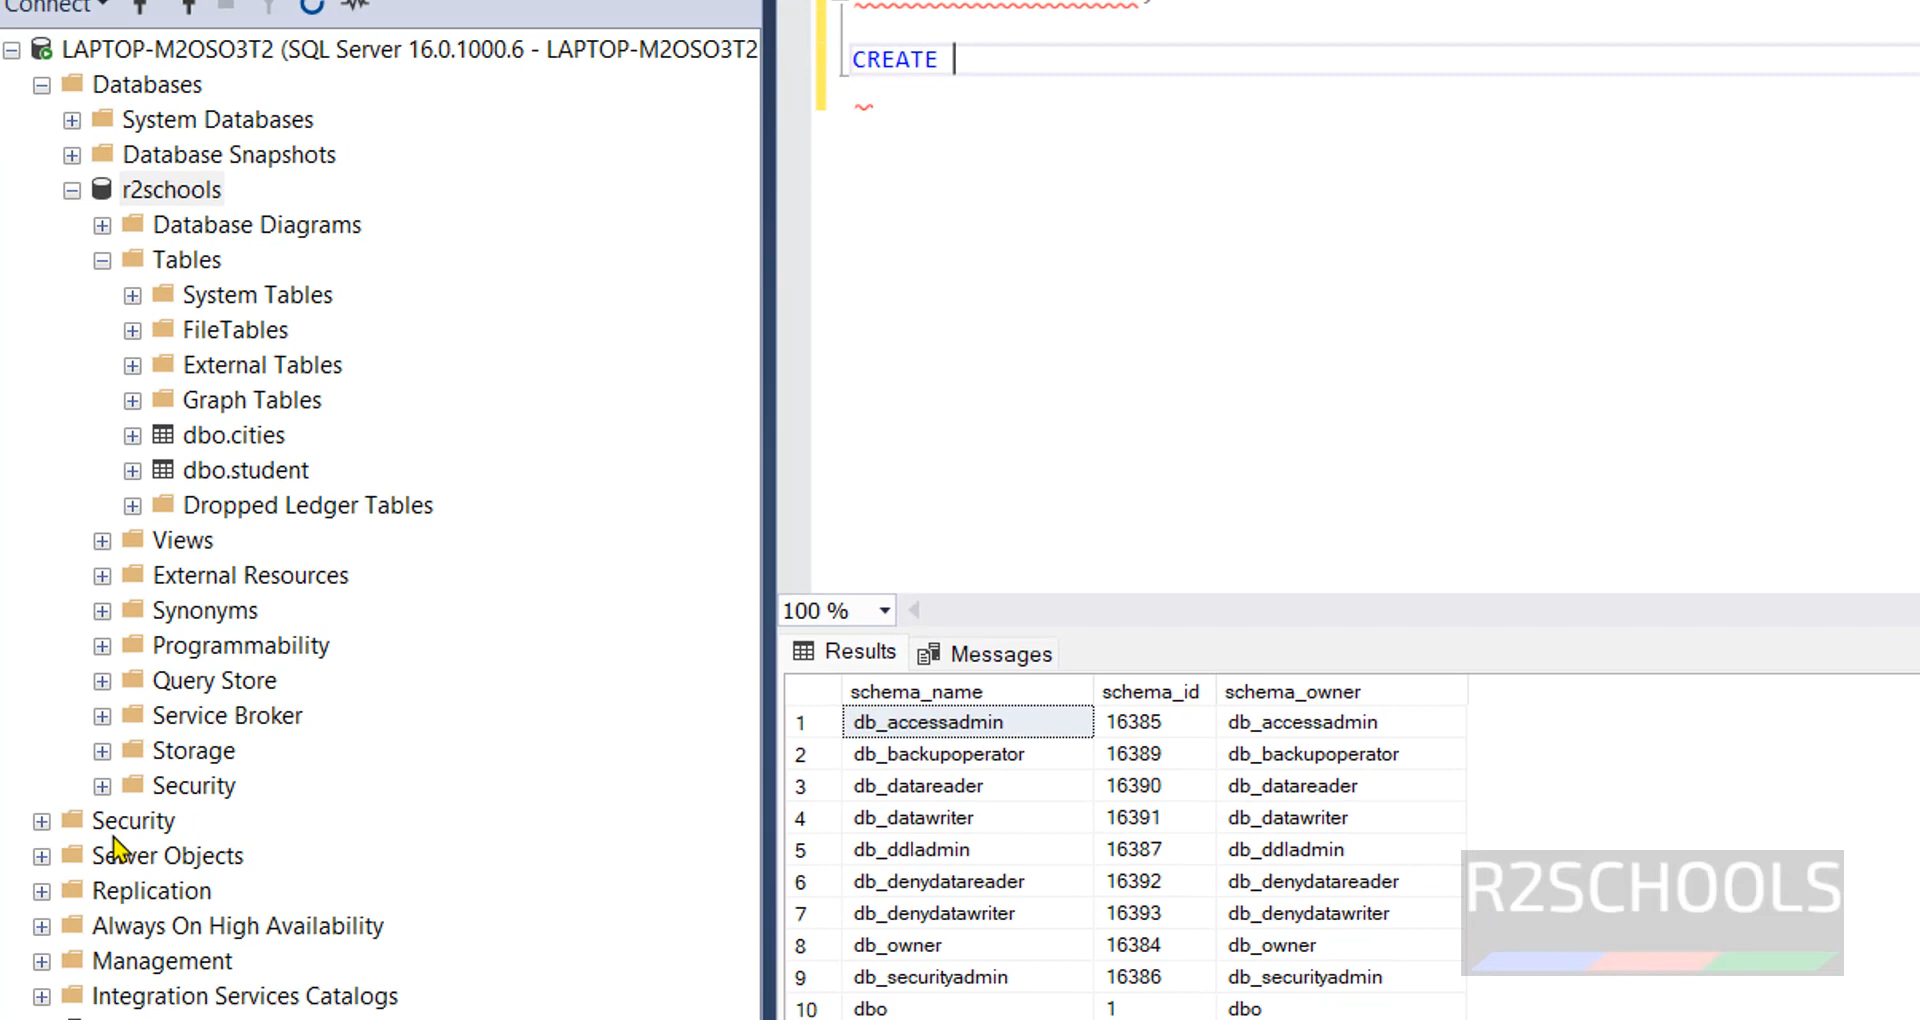 Connect
LAPTOP-M2OSO3T2 (SQL Server 16.0.1000.6 - LAPTOP-M2OSO3T2
Databases
System Databases
Database Snapshots
r2schools
Database Diagrams
Tables
System Tables
FileTables
External Tables
Graph Tables
dbo.cities
dbo.student
Dropped Ledger Tables
Views
External Resources
Synonyms
Programmability
Query Store
Service Broker
Storage
Security
Security
Server Objects
Replication
Always On High Availability
Management
Integration Services Catalogs
CREATE
100 %
Results Messages
schema_name schema_id schema_owner
1 db_accessadmin 16385 db_accessadmin
2 db_backupoperator 16389 db_backupoperator
3 db_datareader 16390 db_datareader
4 db_datawriter 16391 db_datawriter
5 db_ddladmin 16387 db_ddladmin
6 db_denydatareader 16392 db_denydatareader
7 db_denydatawriter 16393 db_denydatawriter
8 db_owner 16384 db_owner
9 db_securityadmin 16386 db_securityadmin
10 dbo 1 dbo
R2SCHOOLS